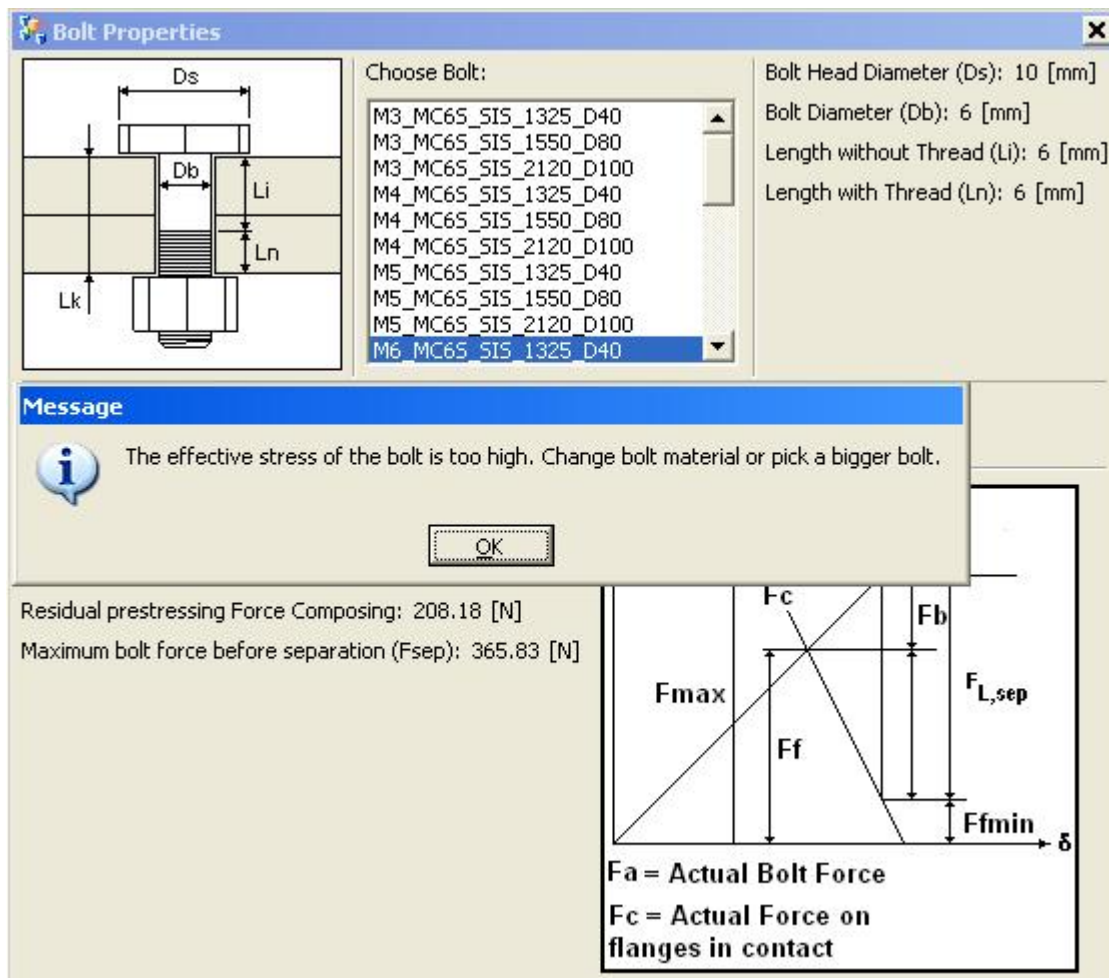 Bolt Properties
Ds
Db
Li
Ln
Lk
Choose Bolt:
M3_MC6S_SIS_1325_D40
M3_MC6S_SIS_1550_D80
M3_MC6S_SIS_2120_D100
M4_MC6S_SIS_1325_D40
M4_MC6S_SIS_1550_D80
M4_MC6S_SIS_2120_D100
M5_MC6S_SIS_1325_D40
M5_MC6S_SIS_1550_D80
M5_MC6S_SIS_2120_D100
M6_MC6S_SIS_1325_D40
Bolt Head Diameter (Ds): 10 [mm]
Bolt Diameter (Db): 6 [mm]
Length without Thread (Li): 6 [mm]
Length with Thread (Ln): 6 [mm]
Message
The effective stress of the bolt is too high. Change bolt material or pick a bigger bolt.
OK
Residual prestressing Force Composing: 208.18 [N]
Maximum bolt force before separation (Fsep): 365.83 [N]
Fc
Fb
Fmax
FL,sep
Ff
Ffmin
δ
Fa = Actual Bolt Force
Fc = Actual Force on
flanges in contact